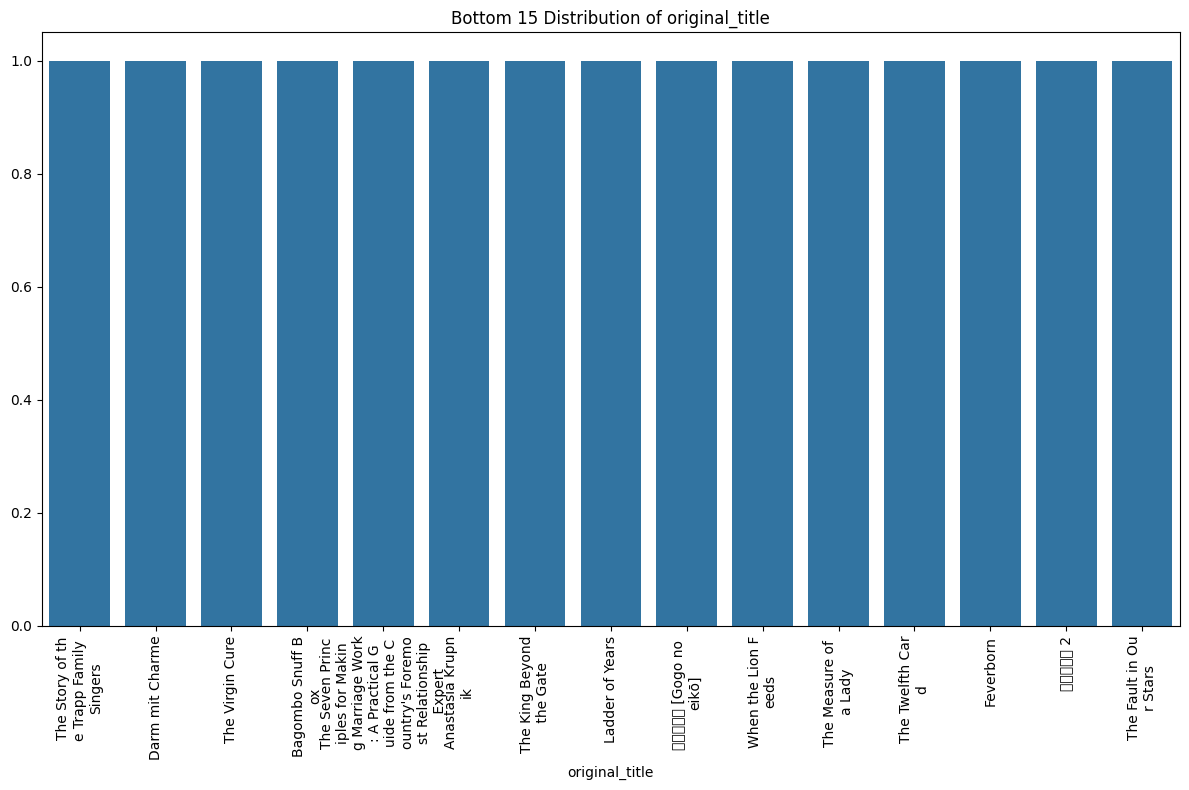 Bottom 15 Distribution of original_title
1.0
0.8
0.6
0.4
0.2
0.0
The Story of th
e Trapp Family
Singers
Darm mit Charme
The Virgin Cure
Bagombo Snuff B
ox
The Seven Princ
iples for Makin
g Marriage Work
: A Practical G
uide from the C
ountry's Foremo
st Relationship
Expert
Anastasia Krupn
ik
The King Beyond
the Gate
Ladder of Years
[Gogo no
eikō]
When the Lion F
eeds
The Measure of
a Lady
The Twelfth Car
d
Feverborn
2
The Fault in Ou
r Stars
original_title